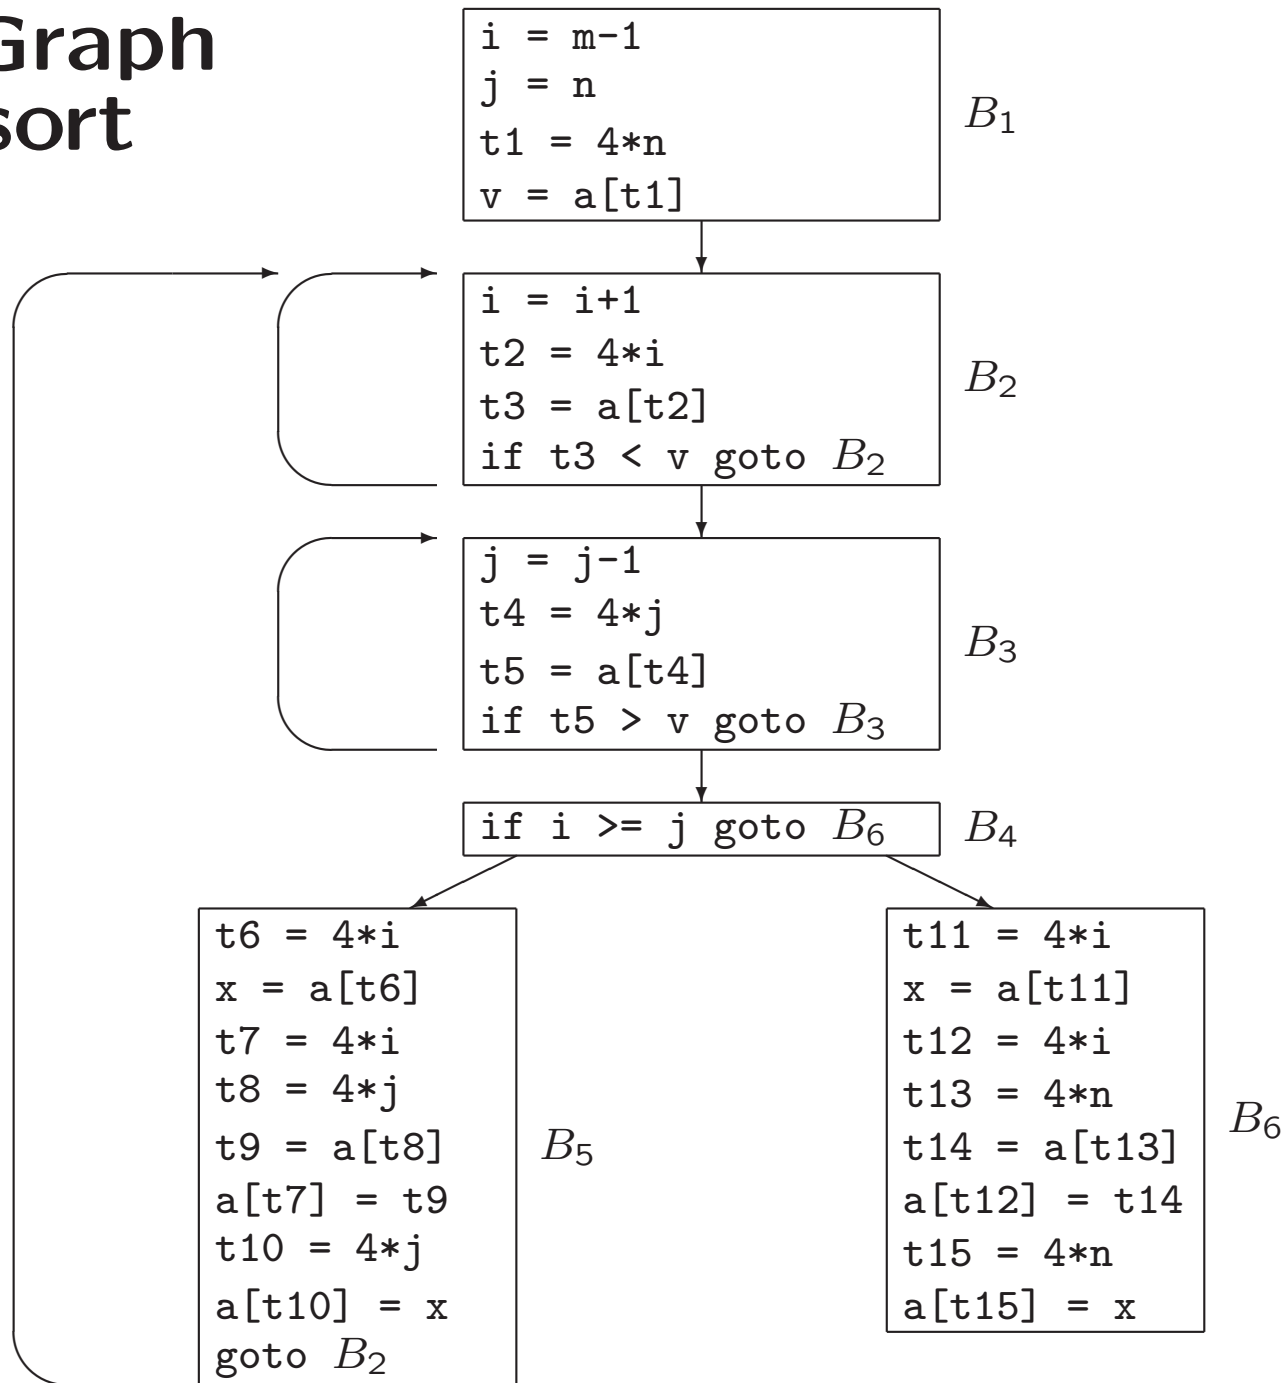 Graph
sort
i = m-1
j = n
t1 = 4*n
v = a[t1]
B1
i = i+1
t2 = 4*i
t3 = a[t2]
if t3 < v goto B2
B2
j = j-1
t4 = 4*j
t5 = a[t4]
if t5 > v goto B3
B3
if i >= j goto B6
B4
t6 = 4*i
x = a[t6]
t7 = 4*i
t8 = 4*j
t9 = a[t8]
a[t7] = t9
t10 = 4*j
a[t10] = x
goto B2
B5
t11 = 4*i
x = a[t11]
t12 = 4*i
t13 = 4*n
t14 = a[t13]
a[t12] = t14
t15 = 4*n
a[t15] = x
B6